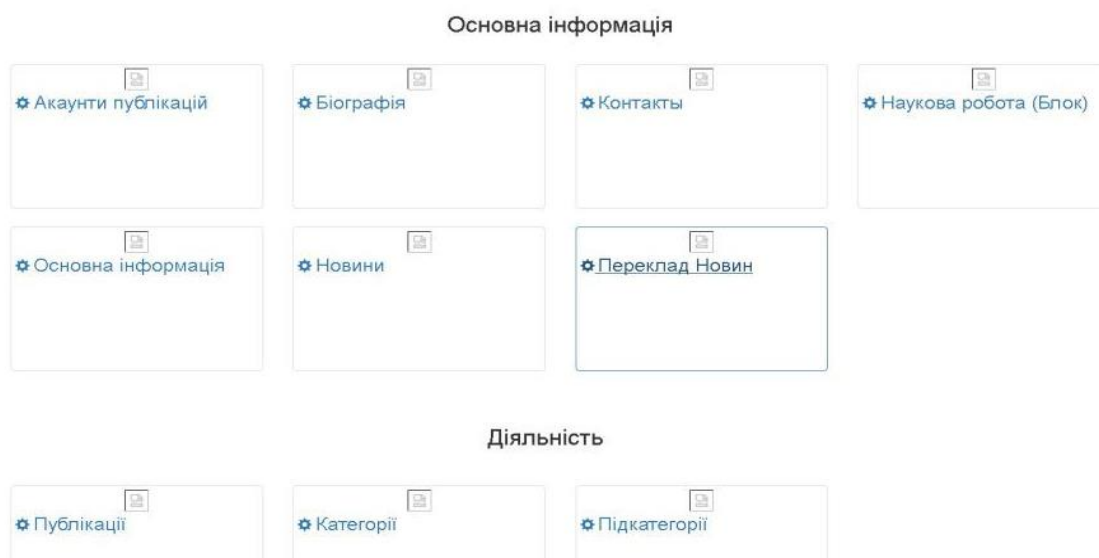 Основна інформація
Акаунти публікацій
Біографія
Контакты
Наукова робота (Блок)
Основна інформація
Новини
Переклад Новин
Діяльність
Публікації
Категорії
Підкатегорії